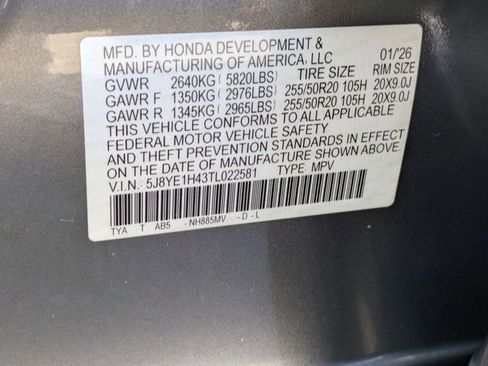 MFD. BY HONDA DEVELOPMENT &
MANUFACTURING OF AMERICA, LLC 01/'26
GVWR 2640KG ( 5820LBS) TIRE SIZE RIM SIZE
GAWR F 1350KG ( 2976LBS) 255/50R20 105H 20X9.0J
GAWR R 1345KG ( 2965LBS) 255/50R20 105H 20X9.0J
THIS VEHICLE CONFORMS TO ALL APPLICABLE
FEDERAL MOTOR VEHICLE SAFETY
AND THEFT PREVENTION STANDARDS IN EFFECT
ON THE DATE OF MANUFACTURE SHOWN ABOVE.
V.I.N.: 5J8YE1H43TL022581 TYPE: MPV
TYA T AB5 -NH885MV -D-L